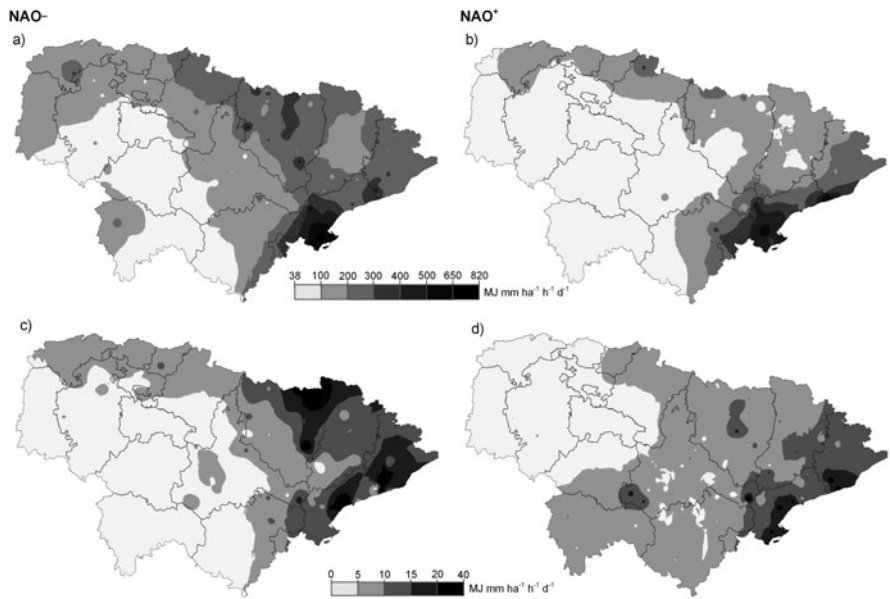 NAO– NAO⁺
a) b)
38 100 200 300 400 500 650 820 MJ mm ha⁻¹ h⁻¹ d⁻¹
c) d)
0 5 10 15 20 40 MJ mm ha⁻¹ h⁻¹ d⁻¹